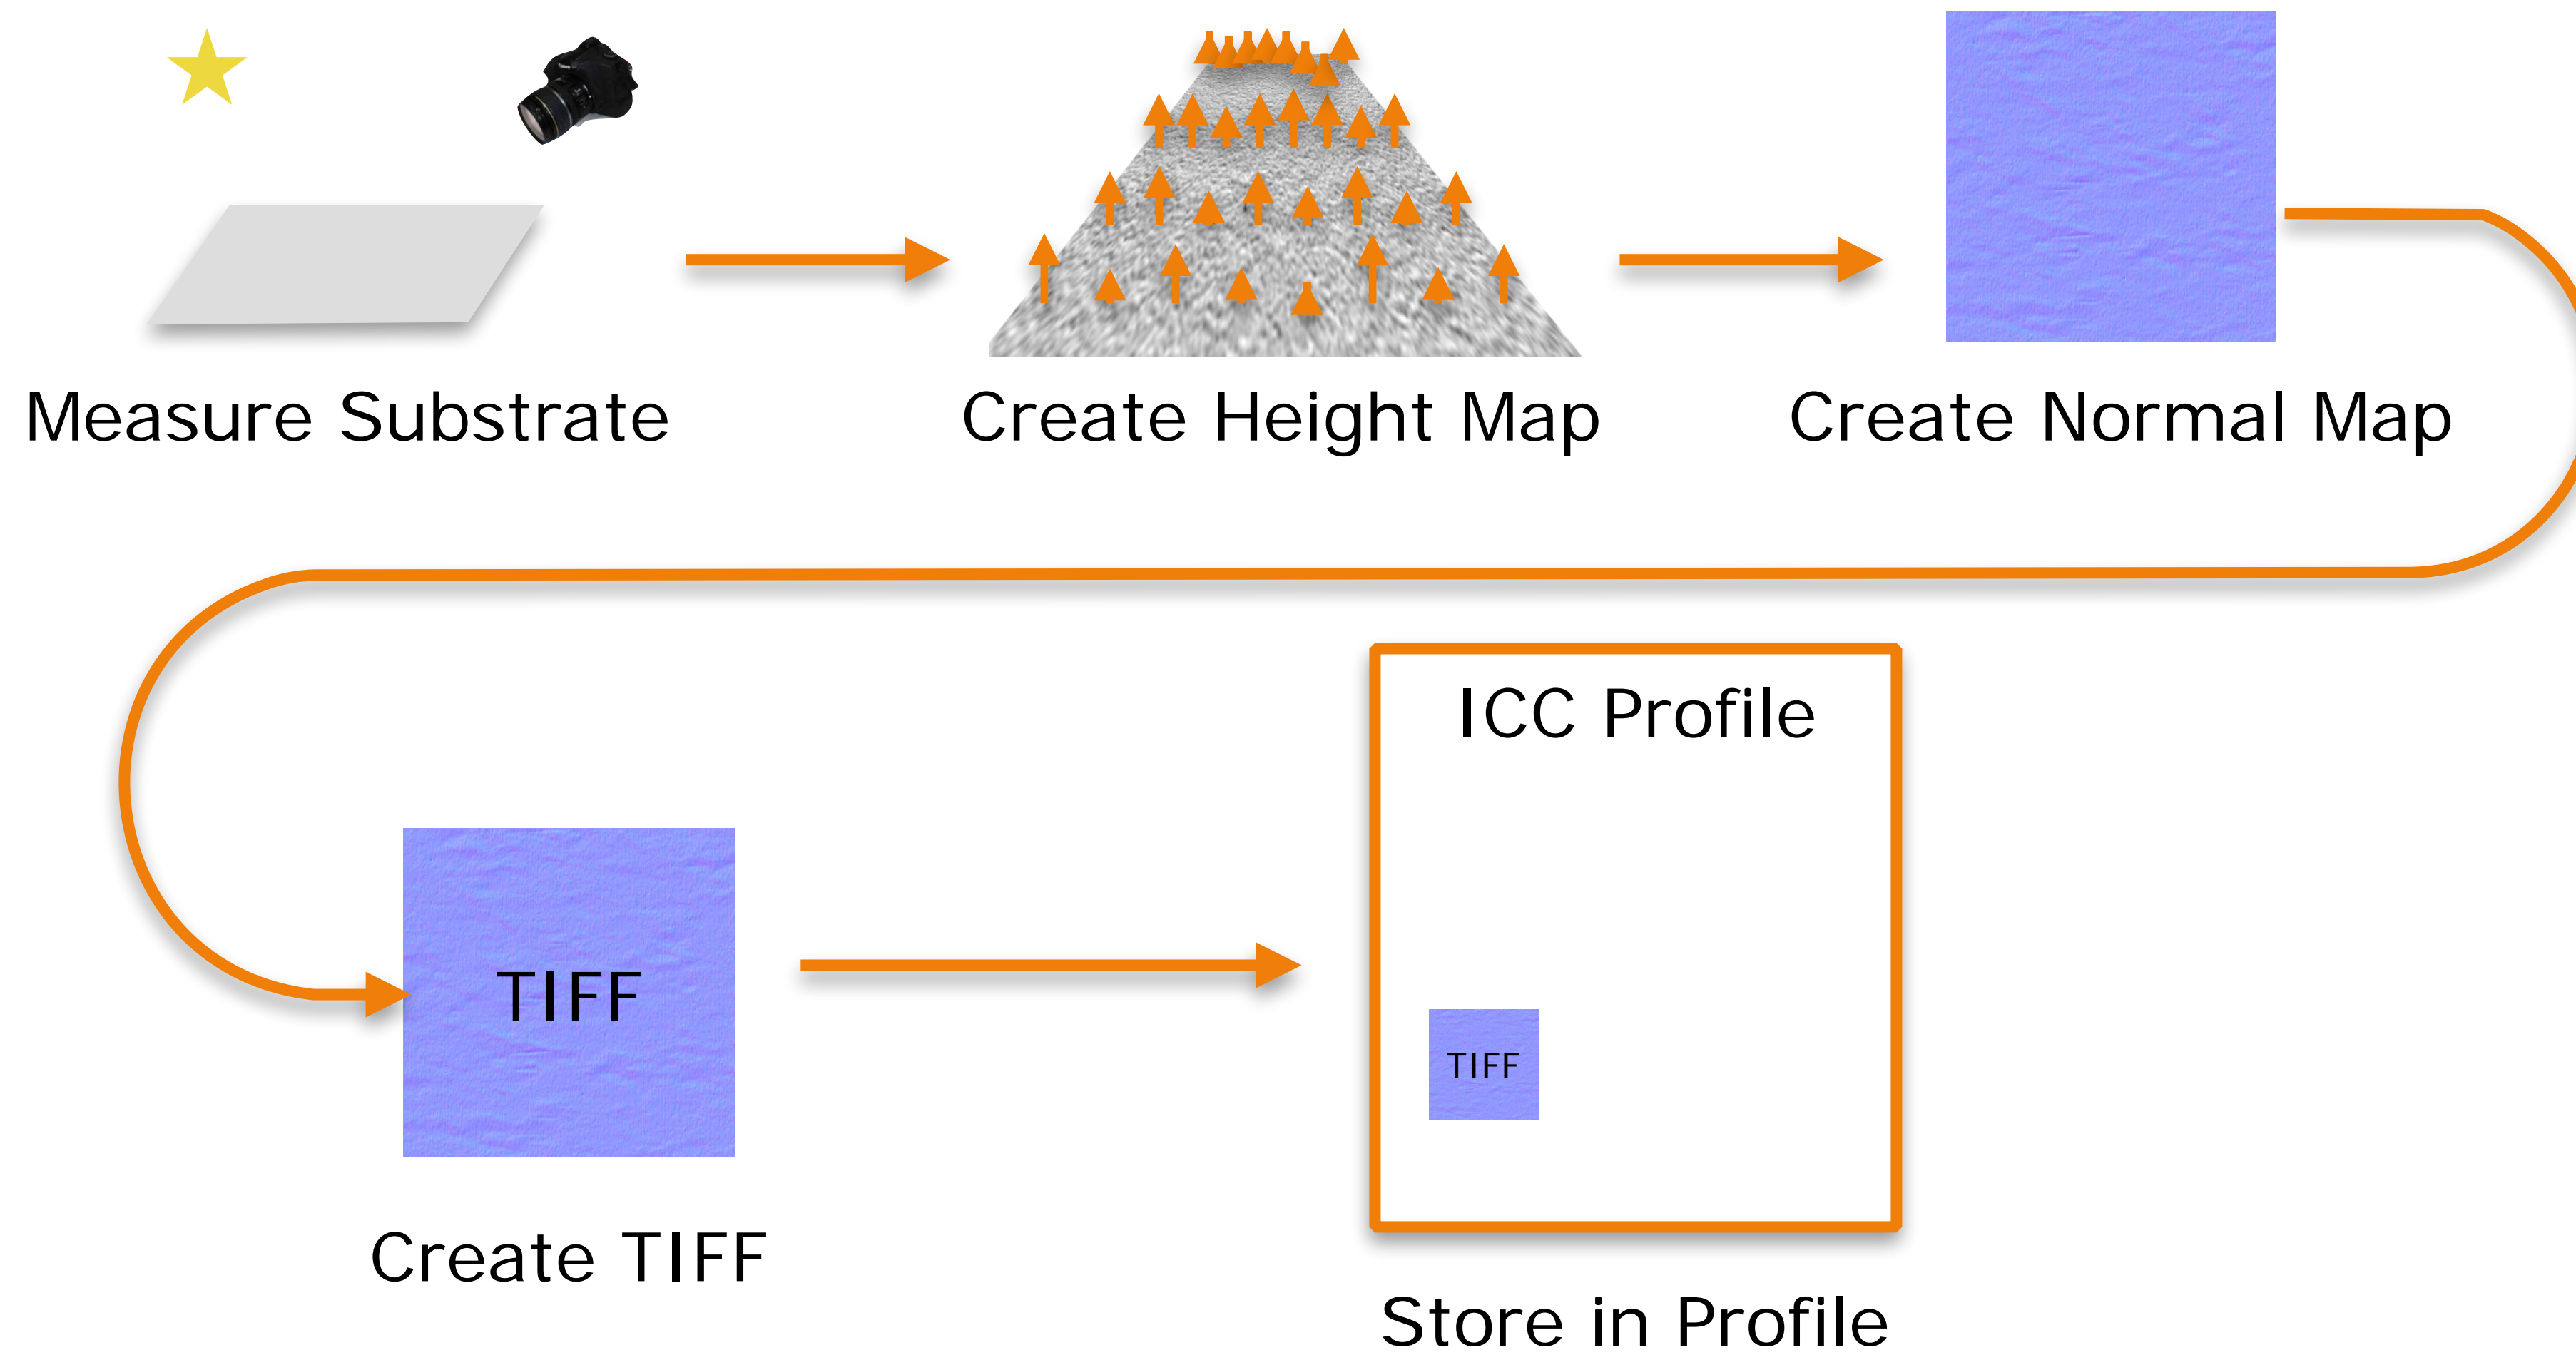 Measure Substrate
Create Height Map
Create Normal Map
ICC Profile
TIFF
TIFF
Create TIFF
Store in Profile